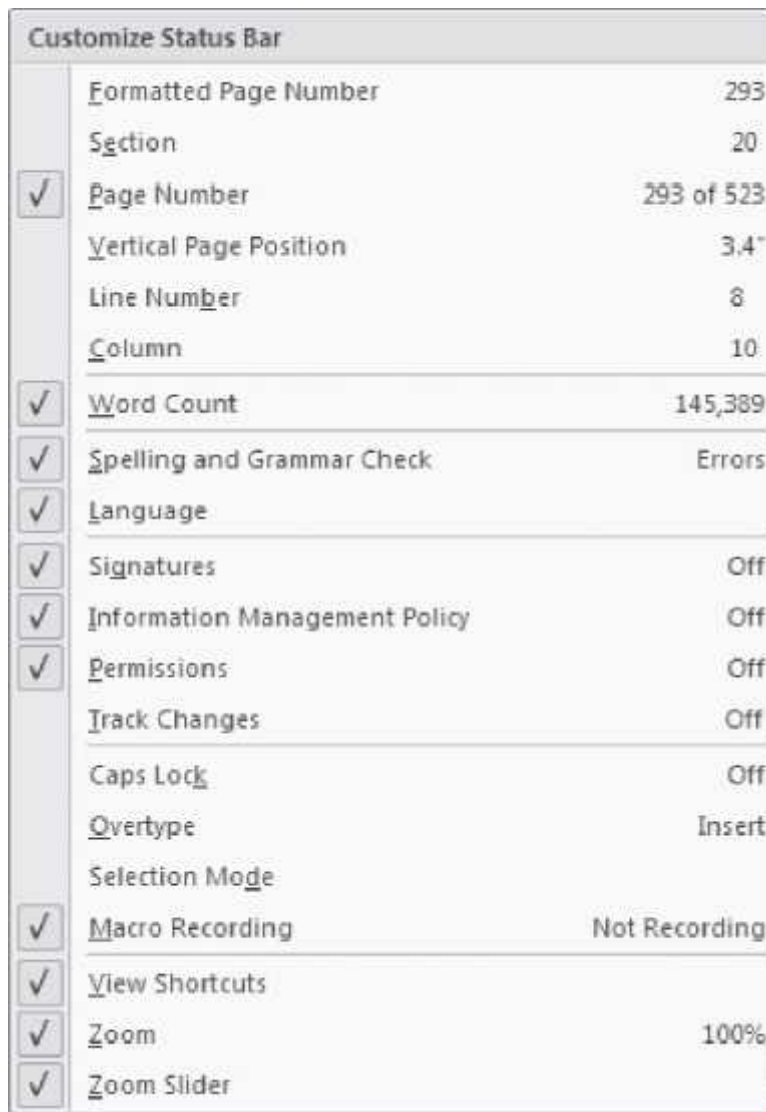 Customize Status Bar
Formatted Page Number 293
Section 20
Page Number 293 of 523
Vertical Page Position 3.4"
Line Number 8
Column 10
Word Count 145,389
Spelling and Grammar Check Errors
Language
Signatures Off
Information Management Policy Off
Permissions Off
Track Changes Off
Caps Lock Off
Overtype Insert
Selection Mode
Macro Recording Not Recording
View Shortcuts
Zoom 100%
Zoom Slider